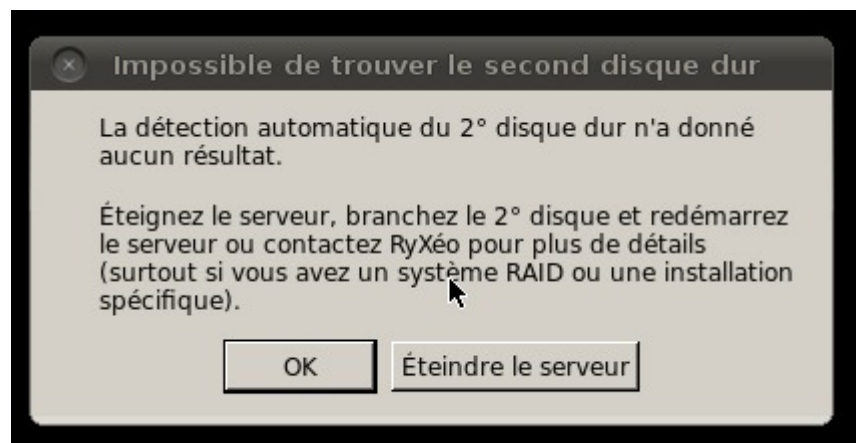 Impossible de trouver le second disque dur
La détection automatique du 2° disque dur n'a donné
aucun résultat.
Éteignez le serveur, branchez le 2° disque et redémarrez
le serveur ou contactez RyXéo pour plus de détails
(surtout si vous avez un système RAID ou une installation
spécifique).
OK
Éteindre le serveur